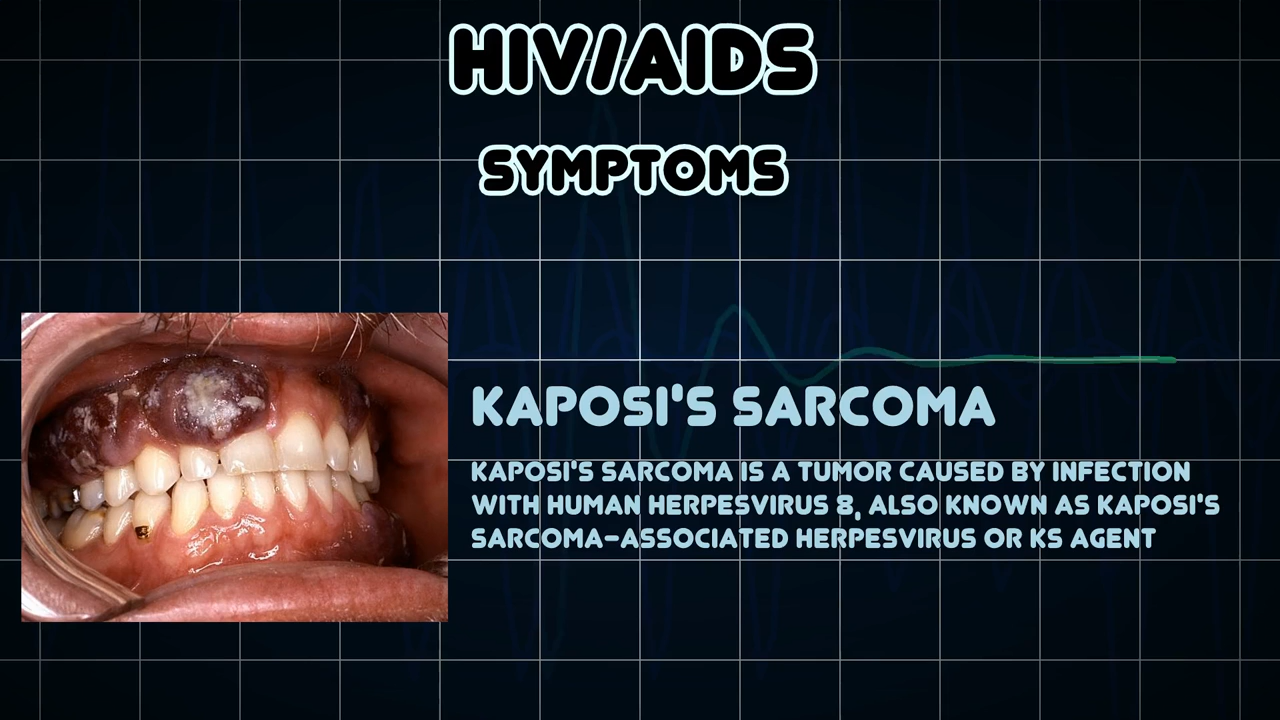 HIV/AIDS
SYMPTOMS
KAPOSI'S SARCOMA
KAPOSI'S SARCOMA IS A TUMOR CAUSED BY INFECTION
WITH HUMAN HERPESVIRUS 8, ALSO KNOWN AS KAPOSI'S
SARCOMA-ASSOCIATED HERPESVIRUS OR KS AGENT